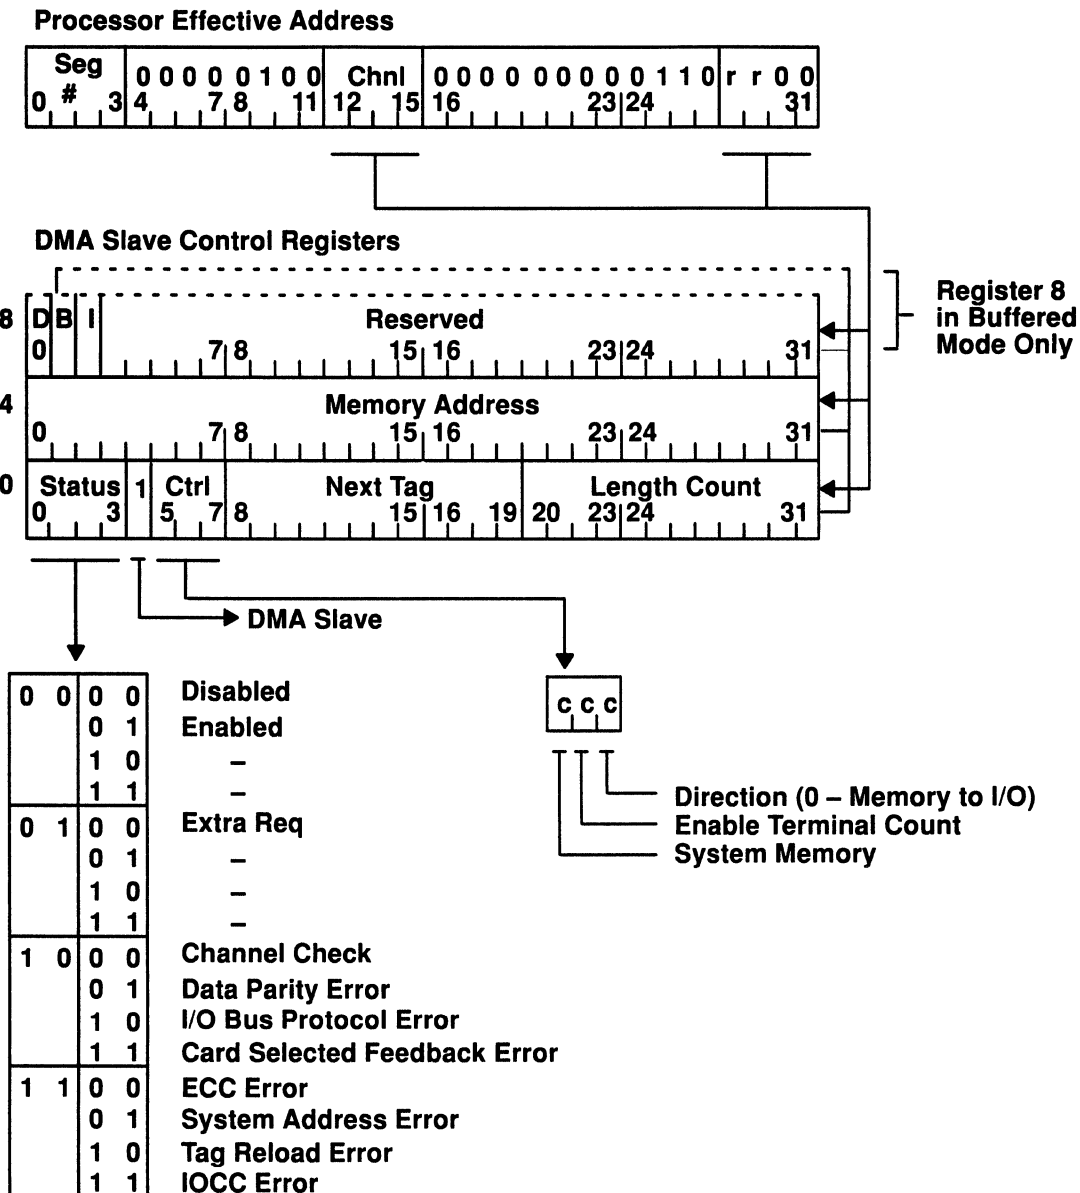 Processor Effective Address
Seg # 0 0 0 0 0 1 0 0 Chnl 0 0 0 0 0 0 0 0 0 1 1 0 r r 0 0
0 3 4 7 8 11 12 15 16 23 24 31
DMA Slave Control Registers
8 D B I Reserved
0 7 8 15 16 23 24 31
Register 8
in Buffered
Mode Only
4 Memory Address
0 7 8 15 16 23 24 31
0 Status 1 Ctrl Next Tag Length Count
0 3 5 7 8 15 16 19 20 23 24 31
DMA Slave
c c c
Direction (0 – Memory to I/O)
Enable Terminal Count
System Memory
0 0 0 0 Disabled
0 1 Enabled
1 0 –
1 1 –
0 1 0 0 Extra Req
0 1 –
1 0 –
1 1 –
1 0 0 0 Channel Check
0 1 Data Parity Error
1 0 I/O Bus Protocol Error
1 1 Card Selected Feedback Error
1 1 0 0 ECC Error
0 1 System Address Error
1 0 Tag Reload Error
1 1 IOCC Error